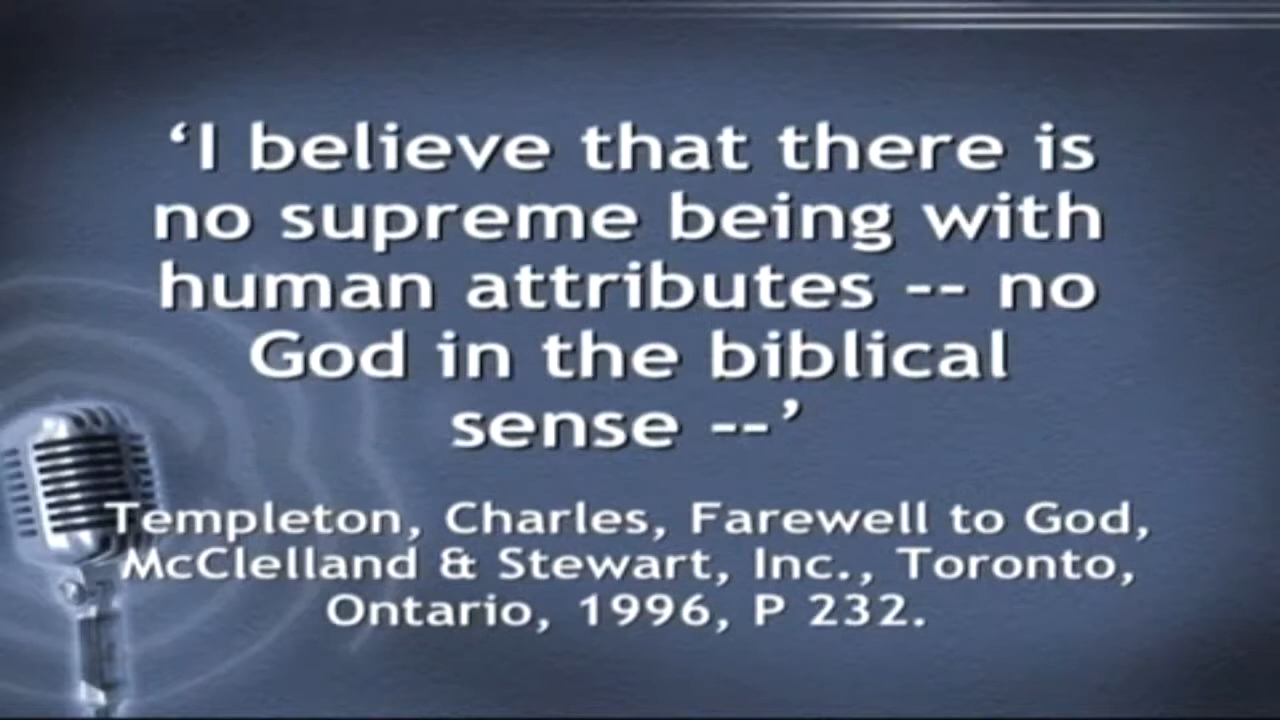 ‘I believe that there is
no supreme being with
human attributes -- no
God in the biblical
sense --’
Templeton, Charles, Farewell to God,
McClelland & Stewart, Inc., Toronto,
Ontario, 1996, P 232.